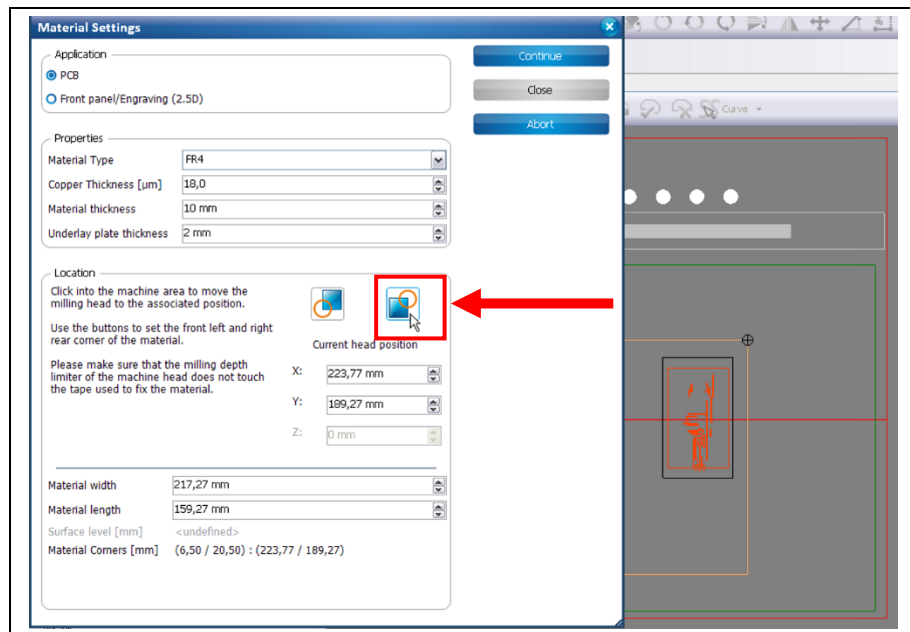 Material Settings
Application
PCB
Front panel/Engraving (2.5D)
Continue
Close
Abort
Curve
Properties
Material Type FR4
Copper Thickness [µm] 18,0
Material thickness 10 mm
Underlay plate thickness 2 mm
Location
Click into the machine area to move the
milling head to the associated position.
Use the buttons to set the front left and right
rear corner of the material.
Please make sure that the milling depth
limiter of the machine head does not touch
the tape used to fix the material.
Current head position
X: 223,77 mm
Y: 189,27 mm
Z: 0 mm
Material width 217,27 mm
Material length 159,27 mm
Surface level [mm] <undefined>
Material Corners [mm] (6,50 / 20,50) : (223,77 / 189,27)